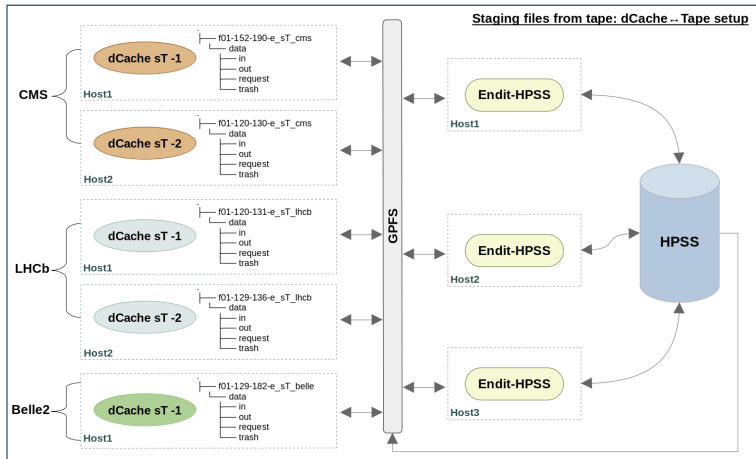 Staging files from tape: dCache↔Tape setup
CMS
dCache sT -1
Host1
f01-152-190-e_sT_cms
data
in
out
request
trash
dCache sT -2
Host2
f01-120-130-e_sT_cms
data
in
out
request
trash
LHCb
dCache sT -1
Host1
f01-120-131-e_sT_lhcb
data
in
out
request
trash
dCache sT -2
Host2
f01-129-136-e_sT_lhcb
data
in
out
request
trash
Belle2
dCache sT -1
Host1
f01-129-182-e_sT_belle
data
in
out
request
trash
GPFS
Endit-HPSS
Host1
Endit-HPSS
Host2
Endit-HPSS
Host3
HPSS